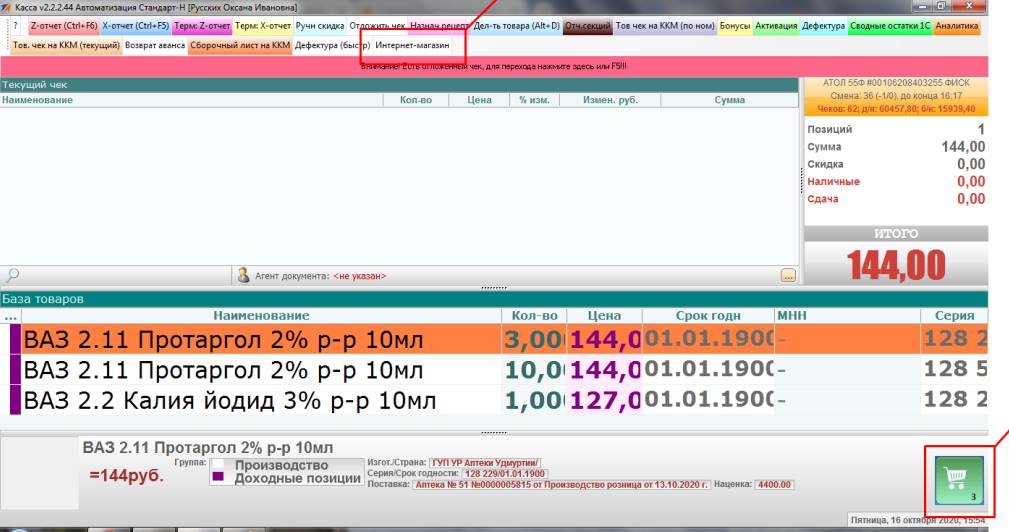 Касса v2.2.2.44 Автоматизация Стандарт-Н [Русских Оксана Ивановна]
? Z-отчет (Ctrl+F6) X-отчет (Ctrl+F5) Терм: Z-отчет Терм: X-отчет Ручн скидка Отложить чек Назнач.рецепт Дел-ть товара (Alt+D) Отч.секций Тов чек на ККМ (по ном) Бонусы Активация Дефектура Сводные остатки 1С Аналитика
Тов. чек на ККМ (текущий) Возврат аванса Сборочный лист на ККМ Дефектура (быстр) Интернет-магазин
Внимание! Есть отложенный чек, для перехода нажмите здесь или F5!!!
Текущий чек
Наименование Кол-во Цена % изм. Измен. руб. Сумма
АТОЛ 55Ф #00106208403255 ФИСК
Смена: 36 (-1/0), до конца 16:17
Чеков: 62; д/я: 60457,80; б/н: 15939,40
Позиций 1
Сумма 144,00
Скидка 0,00
Наличные 0,00
Сдача 0,00
ИТОГО
144,00
Агент документа: <не указан> ...
База товаров
... Наименование Кол-во Цена Срок годн МНН Серия
ВАЗ 2.11 Протаргол 2% р-р 10мл 3,00 144,0 01.01.1900 - 128 2
ВАЗ 2.11 Протаргол 2% р-р 10мл 10,0 144,0 01.01.1900 - 128 5
ВАЗ 2.2 Калия йодид 3% р-р 10мл 1,00 127,0 01.01.1900 - 128 2
ВАЗ 2.11 Протаргол 2% р-р 10мл
=144руб.
Группа: Производство
Доходные позиции
Изгот./Страна: ГУП УР Аптеки Удмуртии/
Серия/Срок годности: 128 229/01.01.1900
Поставка: Аптека № 51 №0000005815 от Производство розница от 13.10.2020 г. Наценка: 4400.00
3
Пятница, 16 октября 2020, 15:54